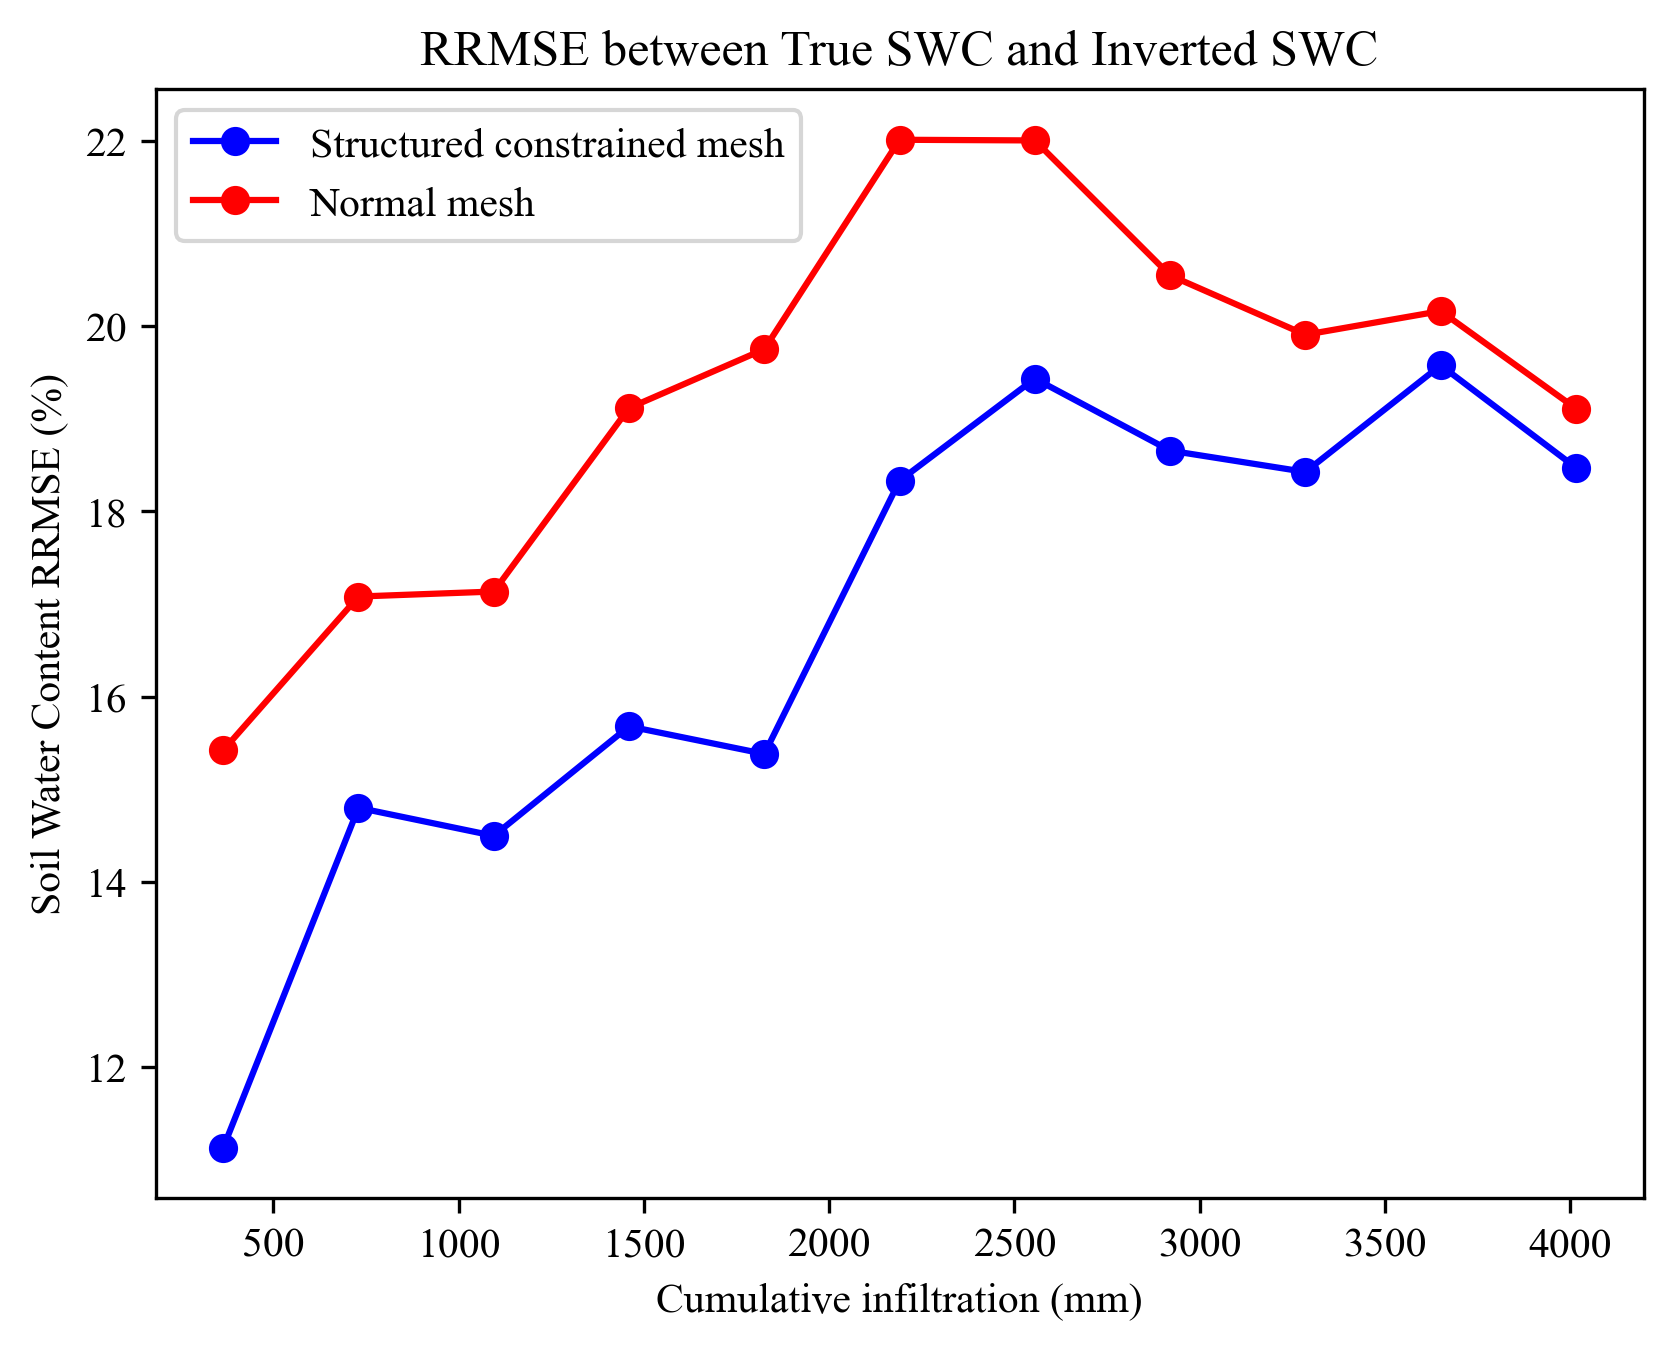 RRMSE between True SWC and Inverted SWC
Structured constrained mesh
Normal mesh
Soil Water Content RRMSE (%)
22
20
18
16
14
12
500 1000 1500 2000 2500 3000 3500 4000
Cumulative infiltration (mm)